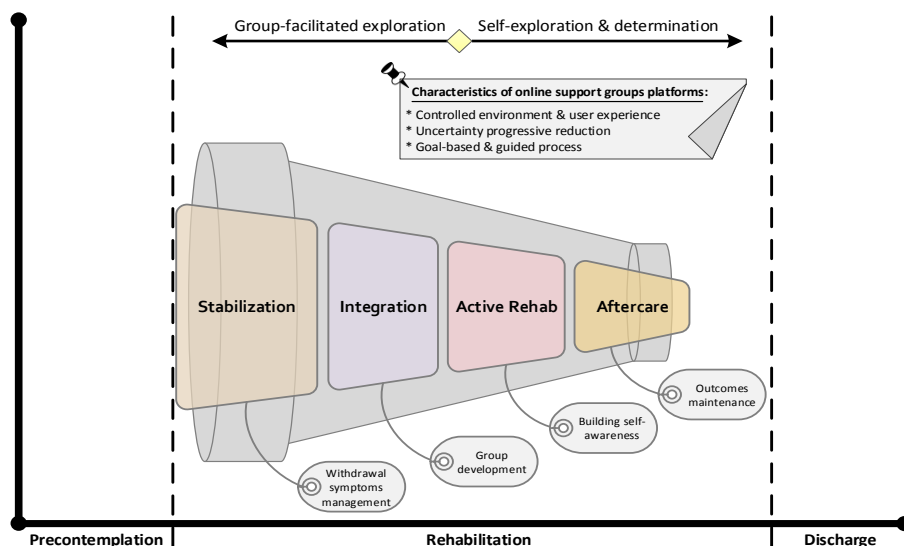 Group-facilitated exploration
Self-exploration & determination
Characteristics of online support groups platforms:
* Controlled environment & user experience
* Uncertainty progressive reduction
* Goal-based & guided process
Stabilization
Integration
Active Rehab
Aftercare
Outcomes
maintenance
Building self-
awareness
Group
development
Withdrawal
symptoms
management
Precontemplation
Rehabilitation
Discharge